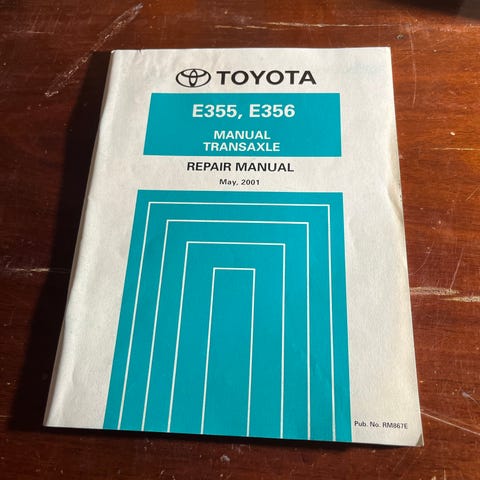 TOYOTA
E355, E356
MANUAL
TRANSAXLE
REPAIR MANUAL
May, 2001
Pub. No. RM867E